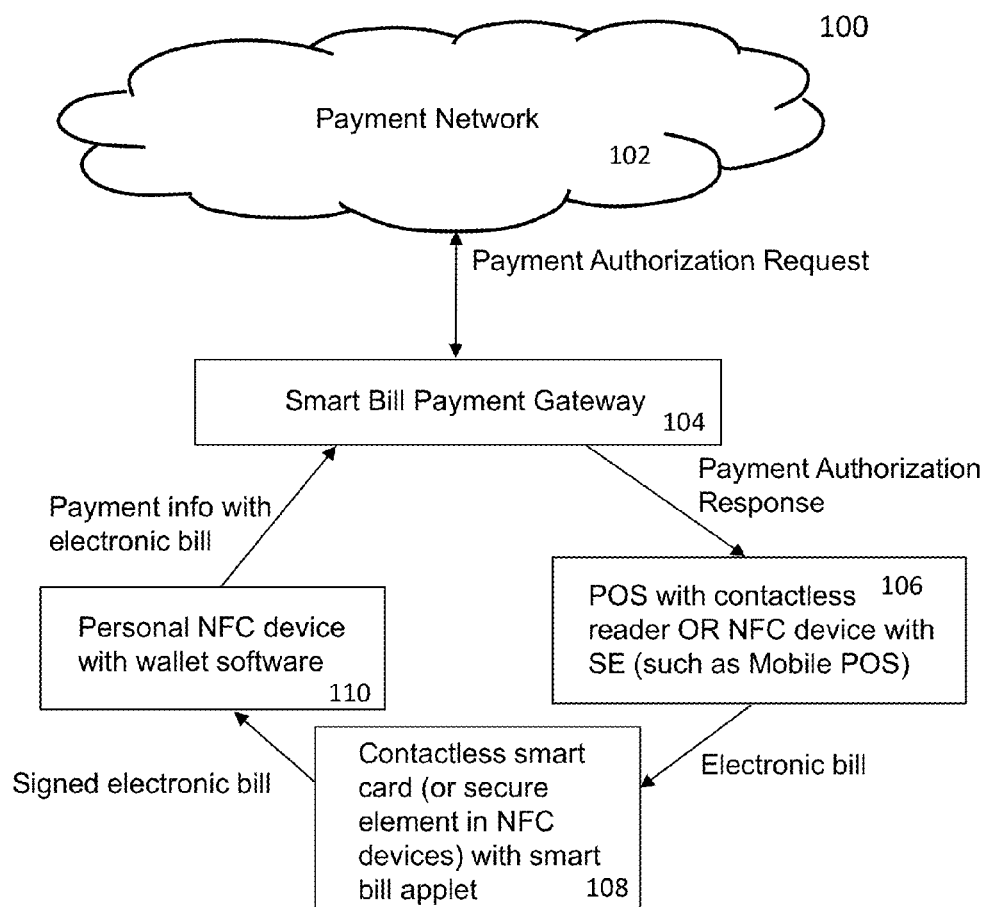 100
Payment Network
102
Payment Authorization Request
Smart Bill Payment Gateway
104
Payment Authorization
Response
Payment info with
electronic bill
POS with contactless 106
reader OR NFC device with
SE (such as Mobile POS)
Personal NFC device
with wallet software
110
Electronic bill
Signed electronic bill
Contactless smart
card (or secure
element in NFC
devices) with smart
bill applet
108